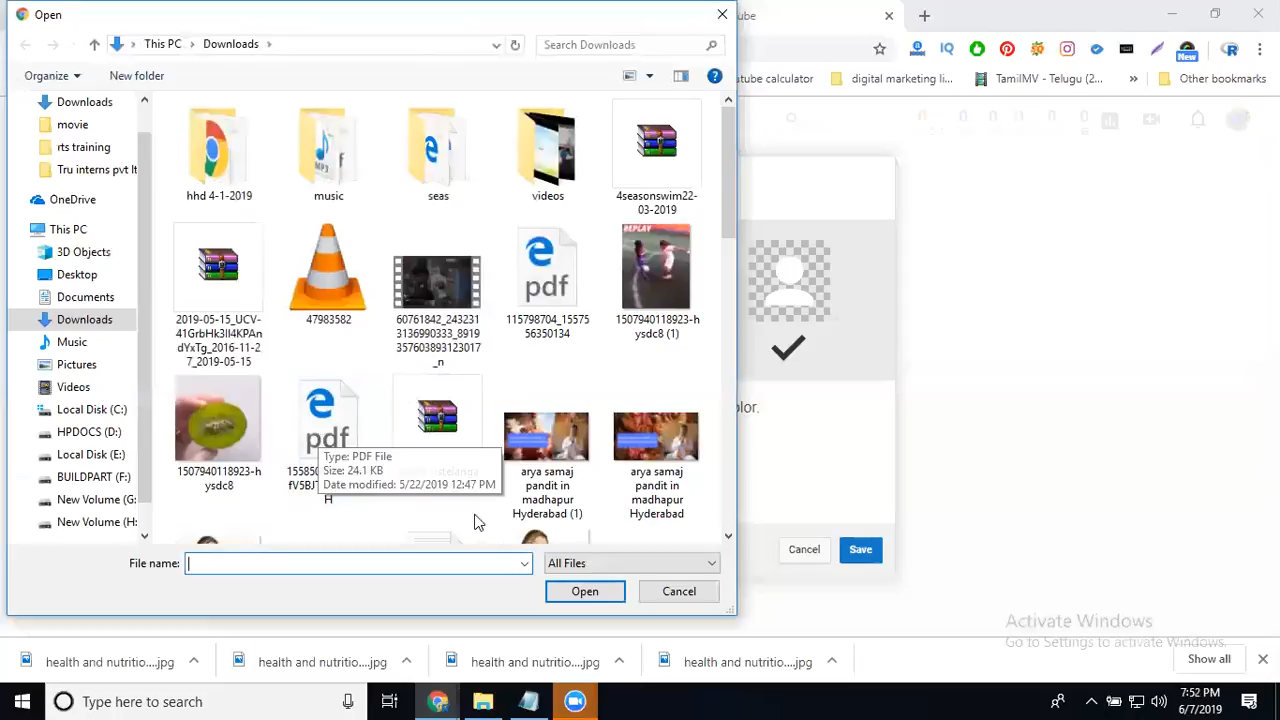 Open
ube
This PC > Downloads >
Search Downloads
Organize
New folder
utube calculator
digital marketing li...
TamilMV - Telugu (2...
»
Other bookmarks
New
Downloads
movie
rts training
Tru interns pvt lt
OneDrive
This PC
3D Objects
Desktop
Documents
Downloads
Music
Pictures
Videos
Local Disk (C:)
HPDOCS (D:)
Local Disk (E:)
BUILDPART (F:)
New Volume (G:
New Volume (H:
hhd 4-1-2019
music
seas
videos
4seasonswim22-
03-2019
2019-05-15_UCV-
41GrbHk3lI4KPAn
dYxTg_2016-11-2
7_2019-05-15
47983582
60761842_243231
3136990333_8919
357603893123017
_n
115798704_15575
56350134
1507940118923-h
ysdc8 (1)
REPLAY
pdf
pdf
1507940118923-h
ysdc8
15585
fV5BJ
H
Type: PDF File
Size: 24.1 KB
Date modified: 5/22/2019 12:47 PM
arya samaj
pandit in
madhapur
Hyderabad (1)
arya samaj
pandit in
madhapur
Hyderabad
lor.
Cancel
Save
File name:
All Files
Open
Cancel
Activate Windows
Go to Settings to activate Windows.
health and nutritio....jpg
health and nutritio....jpg
health and nutritio....jpg
health and nutritio....jpg
Show all
Type here to search
7:52 PM
6/7/2019